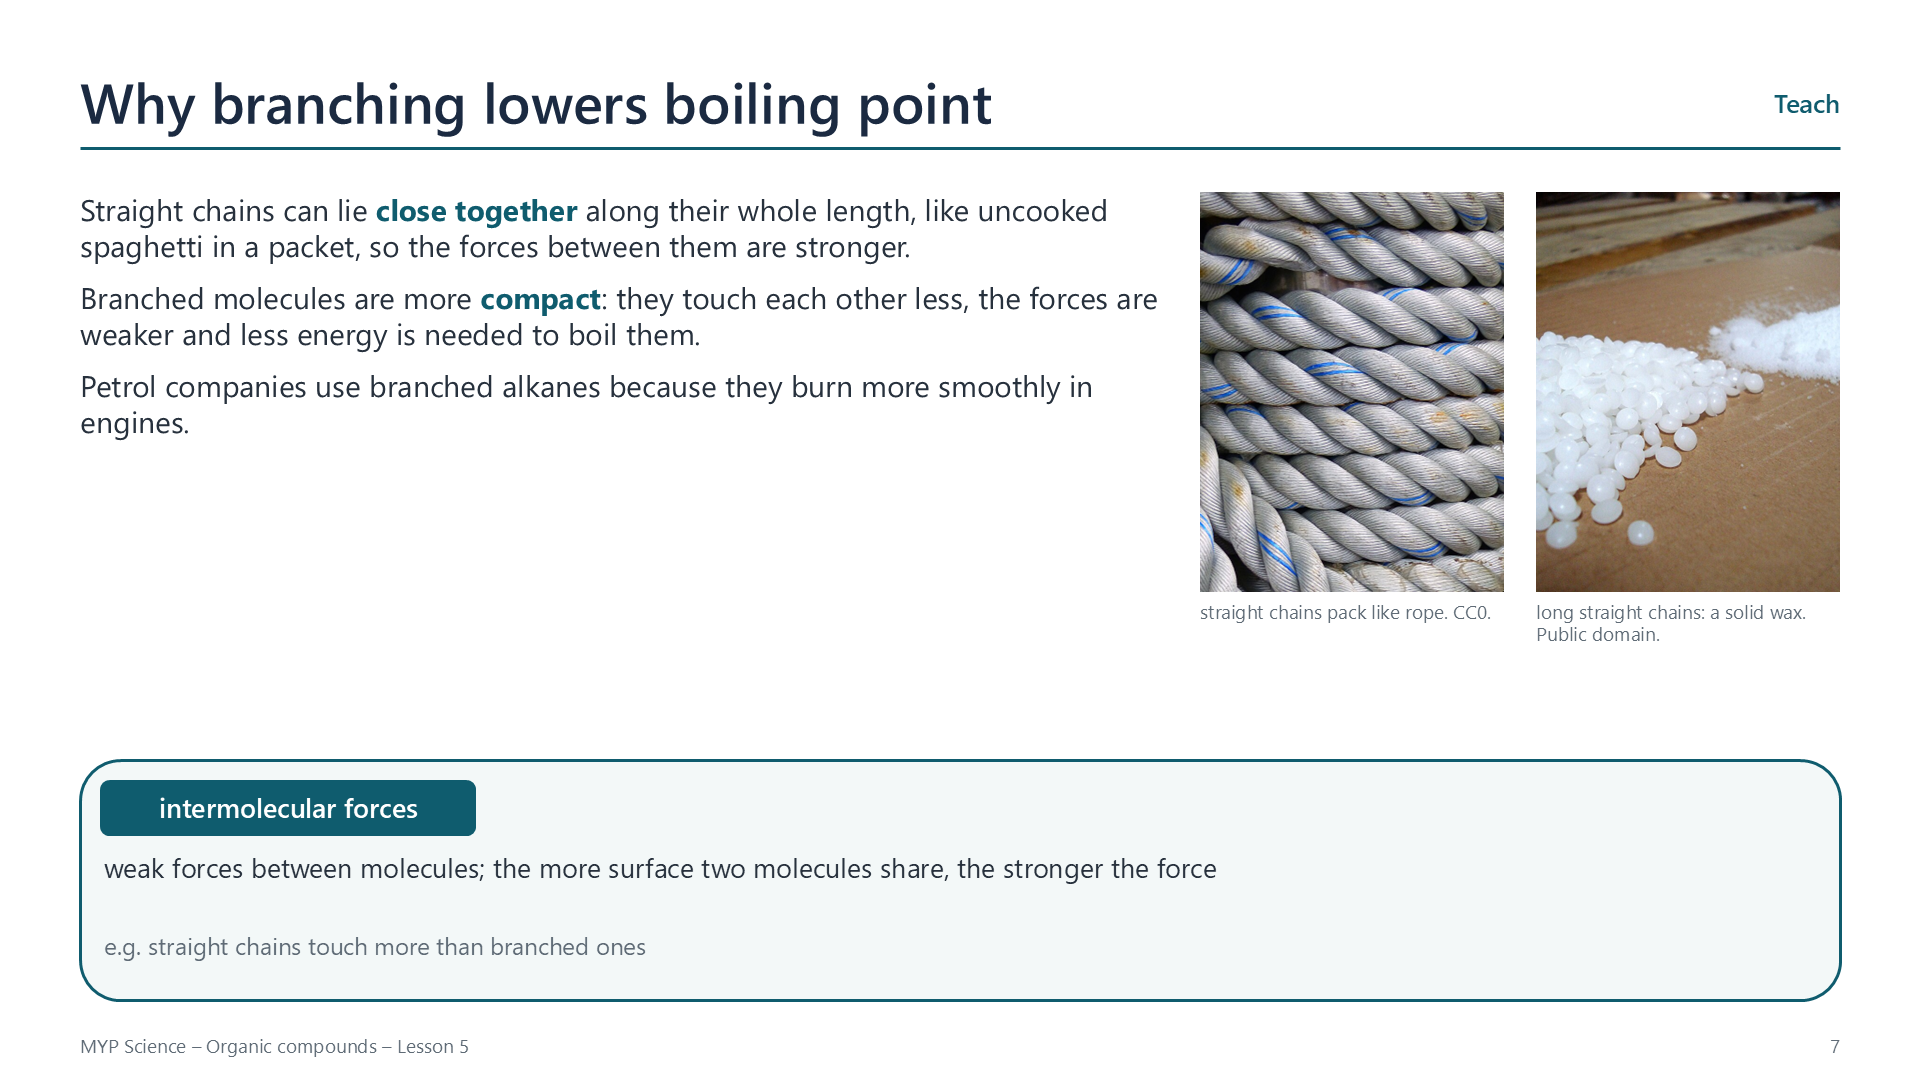 Why branching lowers boiling point
Teach
Straight chains can lie close together along their whole length, like uncooked
spaghetti in a packet, so the forces between them are stronger.
Branched molecules are more compact: they touch each other less, the forces are
weaker and less energy is needed to boil them.
Petrol companies use branched alkanes because they burn more smoothly in
engines.
straight chains pack like rope. CC0.
long straight chains: a solid wax.
Public domain.
intermolecular forces
weak forces between molecules; the more surface two molecules share, the stronger the force
e.g. straight chains touch more than branched ones
MYP Science – Organic compounds – Lesson 5
7